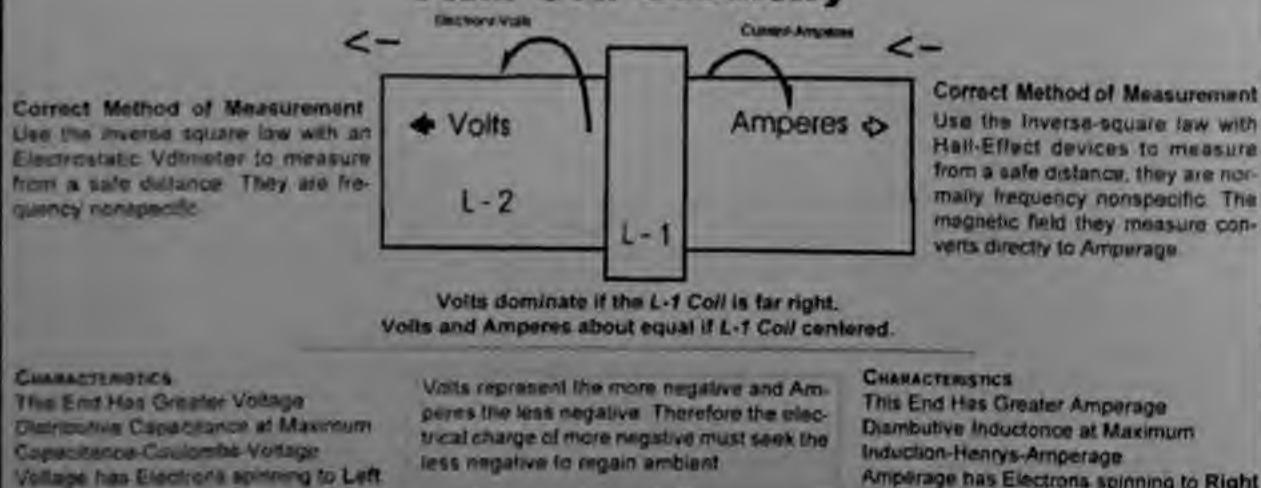 Electrons-Volts
Current-Amperes
<-
<-
Correct Method of Measurement
Use the inverse square law with an
Electrostatic Voltmeter to measure
from a safe distance. They are fre-
quency nonspecific.
Volts
L-2
L-1
Amperes
Correct Method of Measurement
Use the Inverse-square law with
Hall-Effect devices to measure
from a safe distance, they are nor-
mally frequency nonspecific. The
magnetic field they measure con-
verts directly to Amperage.
Volts dominate if the L-1 Coil is far right.
Volts and Amperes about equal if L-1 Coil centered.
CHARACTERISTICS
This End Has Greater Voltage
Distributive Capacitance at Maximum
Capacitance-Coulombs-Voltage
Voltage has Electrons spinning to Left
Volts represent the more negative and Am-
peres the less negative. Therefore the elec-
trical charge of more negative must seek the
less negative to regain ambient
CHARACTERISTICS
This End Has Greater Amperage
Diambutive Inductonce at Maximum
Induction-Henrys-Amperage
Amperage has Electrons spinning to Right